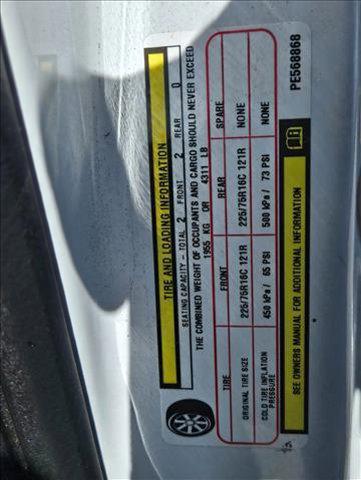 TIRE AND LOADING INFORMATION
SEATING CAPACITY - TOTAL 2 FRONT 2 REAR 0
THE COMBINED WEIGHT OF OCCUPANTS AND CARGO SHOULD NEVER EXCEED
1955 KG OR 4311 LB
TIRE FRONT REAR SPARE
ORIGINAL TIRE SIZE 225/75R16C 121R 225/75R16C 121R NONE
COLD TIRE INFLATION PRESSURE 450 kPa / 65 PSI 500 kPa / 73 PSI NONE
SEE OWNERS MANUAL FOR ADDITIONAL INFORMATION
PE568868